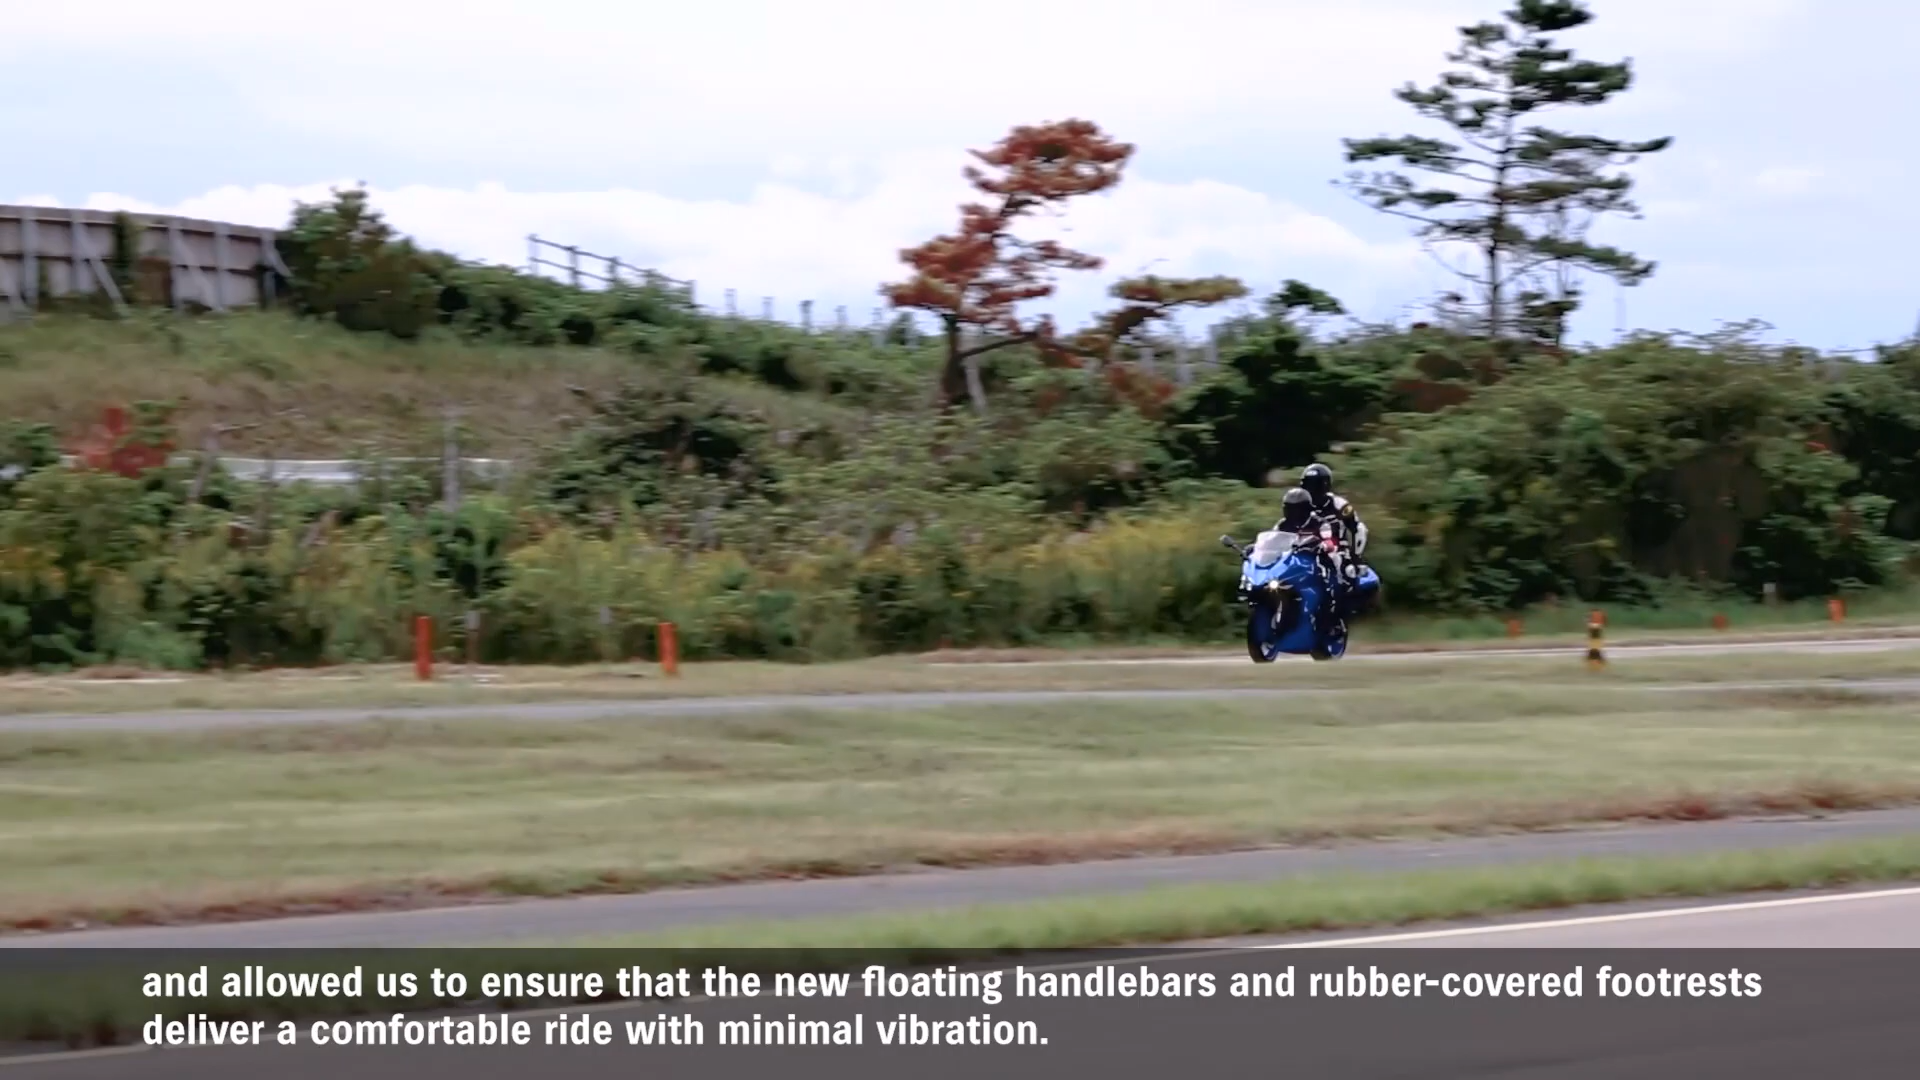 and allowed us to ensure that the new floating handlebars and rubber-covered footrests
deliver a comfortable ride with minimal vibration.